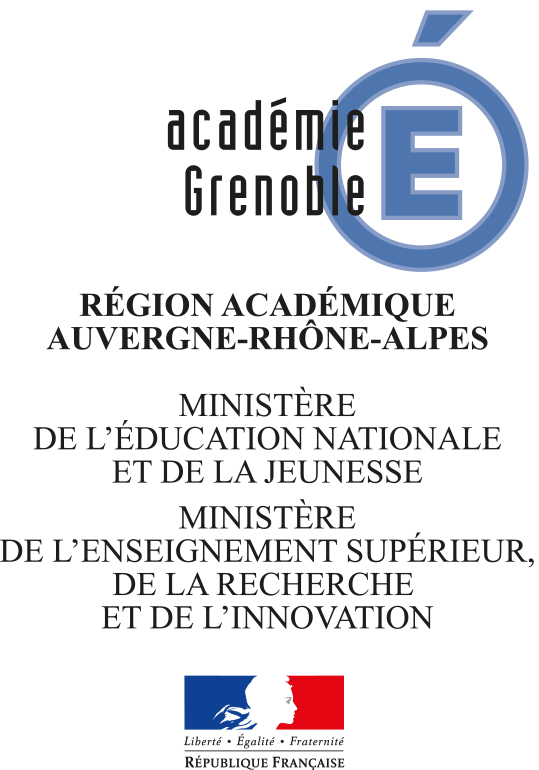 académie
Grenoble
É
RÉGION ACADÉMIQUE
AUVERGNE-RHÔNE-ALPES
MINISTÈRE
DE L’ÉDUCATION NATIONALE
ET DE LA JEUNESSE
MINISTÈRE
DE L’ENSEIGNEMENT SUPÉRIEUR,
DE LA RECHERCHE
ET DE L’INNOVATION
Liberté • Égalité • Fraternité
RÉPUBLIQUE FRANÇAISE